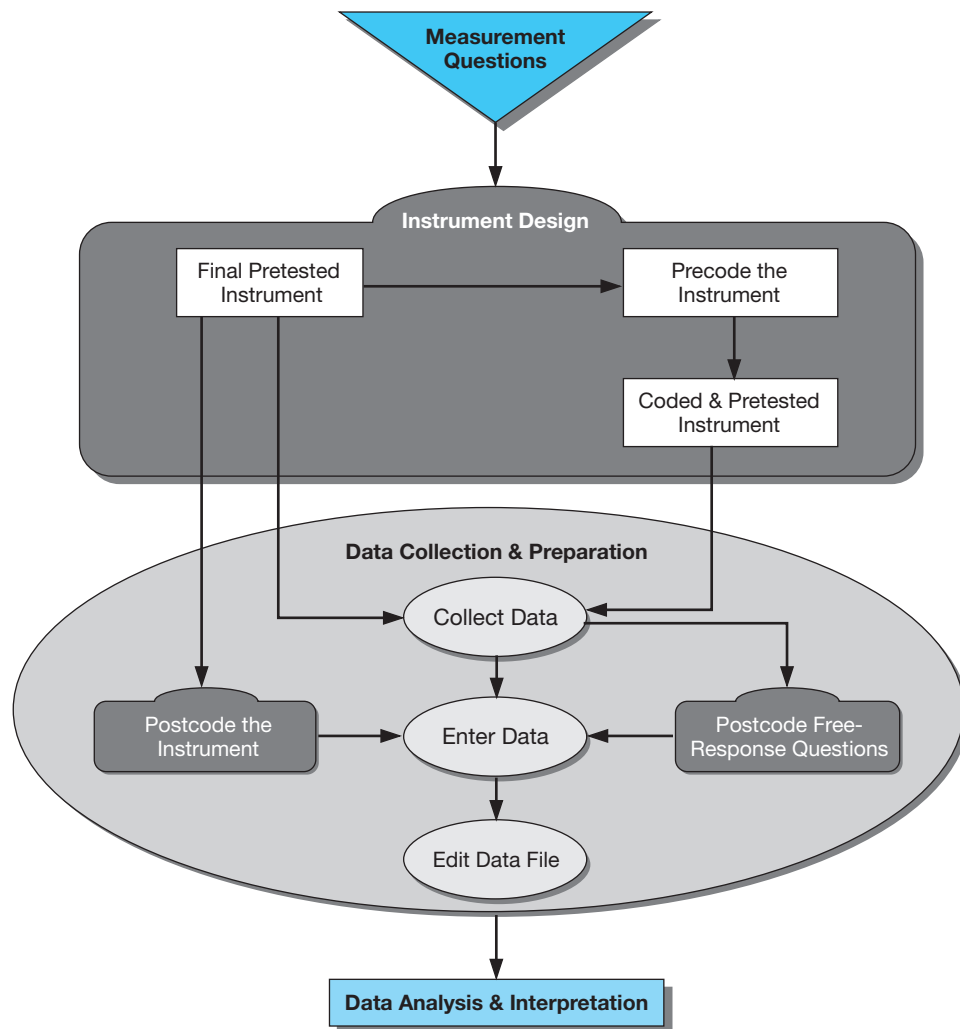 Measurement
Questions
Instrument Design
Final Pretested
Instrument
Precode the
Instrument
Coded & Pretested
Instrument
Data Collection & Preparation
Collect Data
Postcode the
Instrument
Enter Data
Postcode Free-
Response Questions
Edit Data File
Data Analysis & Interpretation